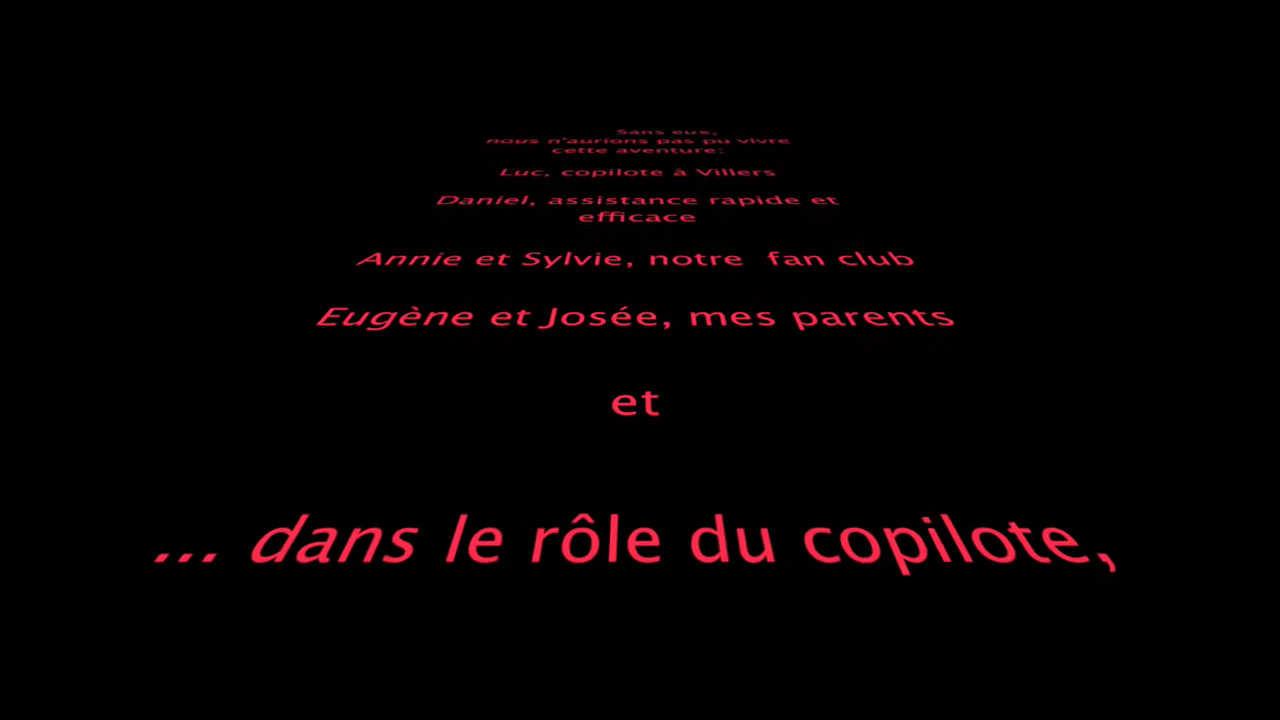 Sans eux,
nous n'aurions pas pu vivre
cette aventure:
Luc, copilote à Villers
Daniel, assistance rapide et
efficace
Annie et Sylvie, notre  fan club
Eugène et Josée, mes parents
et
... dans le rôle du copilote,